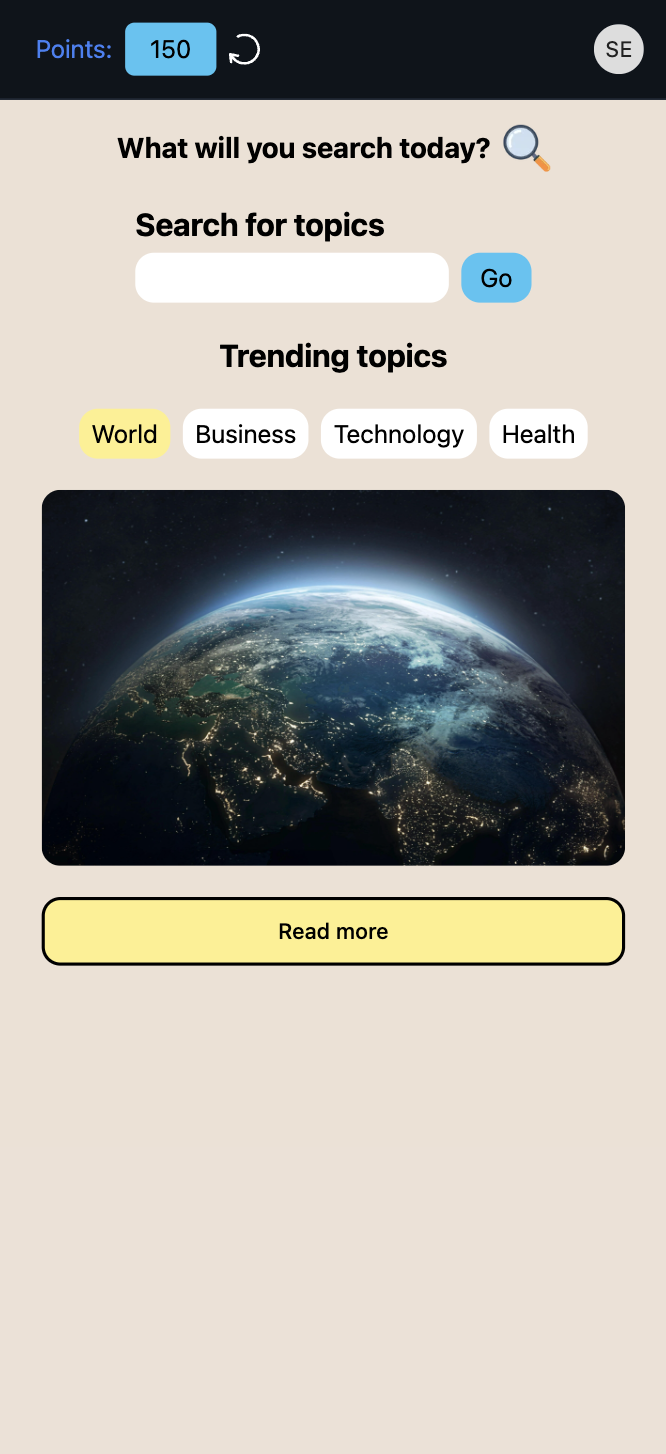 Points: 150 SE
What will you search today?
Search for topics
Go
Trending topics
World Business Technology Health
Read more